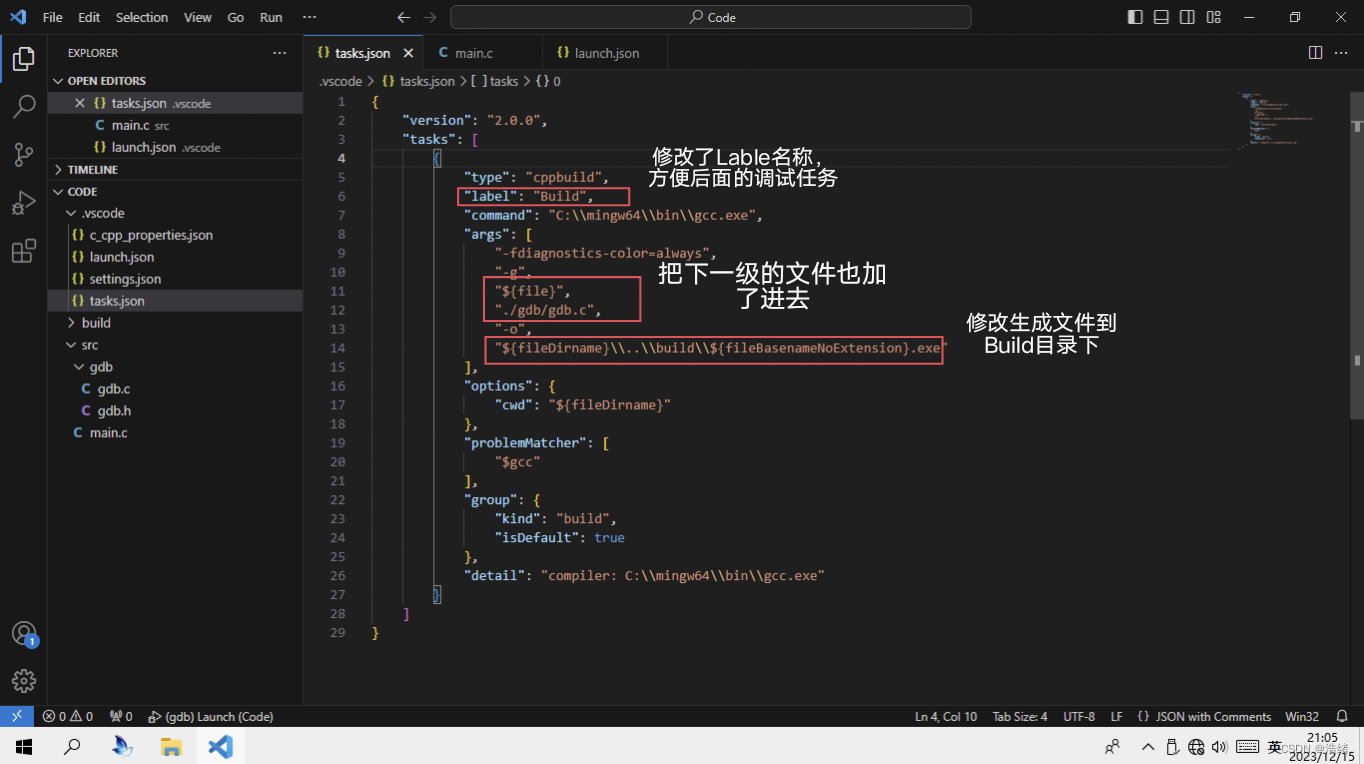 File Edit Selection View Go Run ··· Code
EXPLORER ···
OPEN EDITORS
tasks.json .vscode
main.c src
launch.json .vscode
TIMELINE
CODE
.vscode
c_cpp_properties.json
launch.json
settings.json
tasks.json
build
src
gdb
gdb.c
gdb.h
main.c
tasks.json main.c launch.json ···
.vscode > {} tasks.json > [ ] tasks > {} 0
1 {
2 "version": "2.0.0",
3 "tasks": [
4 {
5 "type": "cppbuild",
6 "label": "Build",
7 "command": "C:\\mingw64\\bin\\gcc.exe",
8 "args": [
9 "-fdiagnostics-color=always",
10 "-g",
11 "${file}",
12 "./gdb/gdb.c",
13 "-o",
14 "${fileDirname}\\..\\build\\${fileBasenameNoExtension}.exe"
15 ],
16 "options": {
17 "cwd": "${fileDirname}"
18 },
19 "problemMatcher": [
20 "$gcc"
21 ],
22 "group": {
23 "kind": "build",
24 "isDefault": true
25 },
26 "detail": "compiler: C:\\mingw64\\bin\\gcc.exe"
27 }
28 ]
29 }
修改了Lable名称，
方便后面的调试任务
把下一级的文件也加
了进去
修改生成文件到
Build目录下
1
0 0 0 (gdb) Launch (Code) Ln 4, Col 10 Tab Size: 4 UTF-8 LF {} JSON with Comments Win32
英 21:05
2023/12/15
CSDN @浩绪